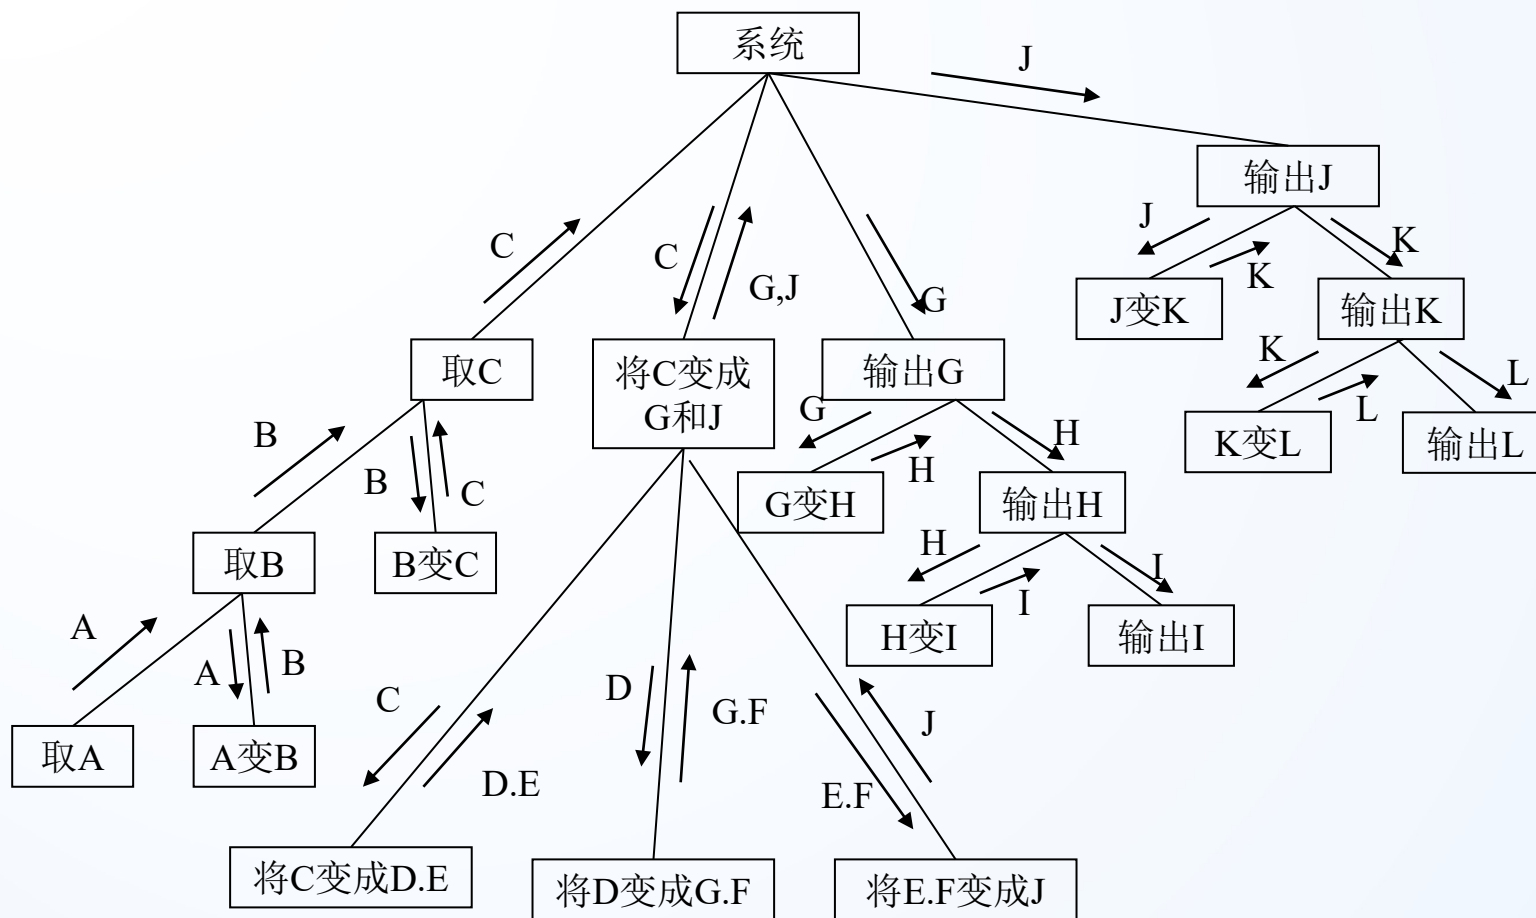 系统
J
输出J
J
K
K
J变K
输出K
K
L
L
K变L
输出L
C
C
G,J
G
取C
将C变成
G和J
输出G
G
H
H
G变H
输出H
H
I
I
H变I
输出I
B
B
C
取B
B变C
A
A
B
取A
A变B
C
D.E
D
G.F
E.F
J
将C变成D.E
将D变成G.F
将E.F变成J